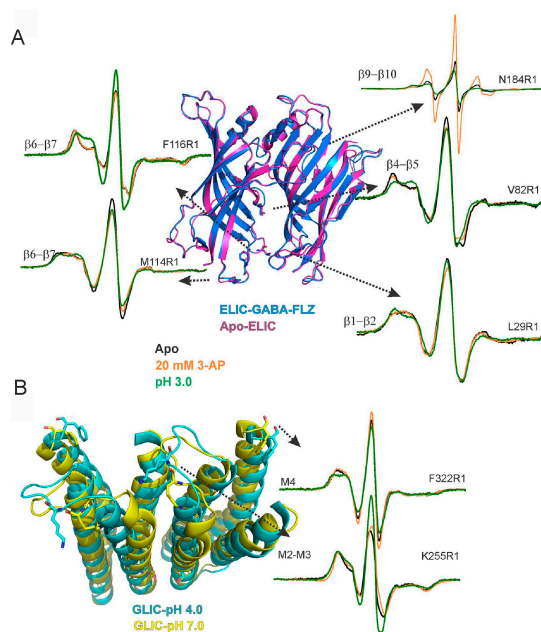 A
β9−β10
N184R1
β6−β7
F116R1
β4−β5
V82R1
β6−β7
M114R1
ELIC-GABA-FLZ
Apo-ELIC
β1−β2
L29R1
Apo
20 mM 3-AP
pH 3.0
B
M4
F322R1
M2-M3
K255R1
GLIC-pH 4.0
GLIC-pH 7.0